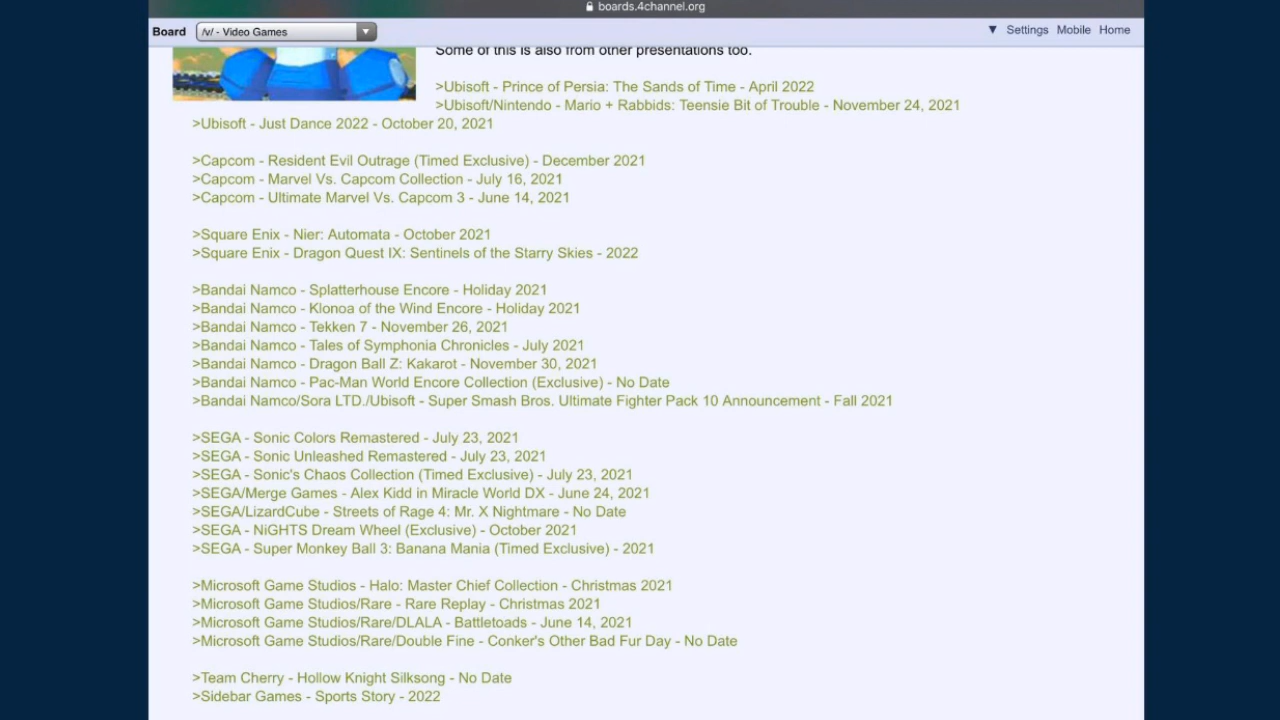 boards.4channel.org
Board /v/ - Video Games ▼ Settings Mobile Home
Some of this is also from other presentations too.
>Ubisoft - Prince of Persia: The Sands of Time - April 2022
>Ubisoft/Nintendo - Mario + Rabbids: Teensie Bit of Trouble - November 24, 2021
>Ubisoft - Just Dance 2022 - October 20, 2021
>Capcom - Resident Evil Outrage (Timed Exclusive) - December 2021
>Capcom - Marvel Vs. Capcom Collection - July 16, 2021
>Capcom - Ultimate Marvel Vs. Capcom 3 - June 14, 2021
>Square Enix - Nier: Automata - October 2021
>Square Enix - Dragon Quest IX: Sentinels of the Starry Skies - 2022
>Bandai Namco - Splatterhouse Encore - Holiday 2021
>Bandai Namco - Klonoa of the Wind Encore - Holiday 2021
>Bandai Namco - Tekken 7 - November 26, 2021
>Bandai Namco - Tales of Symphonia Chronicles - July 2021
>Bandai Namco - Dragon Ball Z: Kakarot - November 30, 2021
>Bandai Namco - Pac-Man World Encore Collection (Exclusive) - No Date
>Bandai Namco/Sora LTD./Ubisoft - Super Smash Bros. Ultimate Fighter Pack 10 Announcement - Fall 2021
>SEGA - Sonic Colors Remastered - July 23, 2021
>SEGA - Sonic Unleashed Remastered - July 23, 2021
>SEGA - Sonic's Chaos Collection (Timed Exclusive) - July 23, 2021
>SEGA/Merge Games - Alex Kidd in Miracle World DX - June 24, 2021
>SEGA/LizardCube - Streets of Rage 4: Mr. X Nightmare - No Date
>SEGA - NiGHTS Dream Wheel (Exclusive) - October 2021
>SEGA - Super Monkey Ball 3: Banana Mania (Timed Exclusive) - 2021
>Microsoft Game Studios - Halo: Master Chief Collection - Christmas 2021
>Microsoft Game Studios/Rare - Rare Replay - Christmas 2021
>Microsoft Game Studios/Rare/DLALA - Battletoads - June 14, 2021
>Microsoft Game Studios/Rare/Double Fine - Conker's Other Bad Fur Day - No Date
>Team Cherry - Hollow Knight Silksong - No Date
>Sidebar Games - Sports Story - 2022